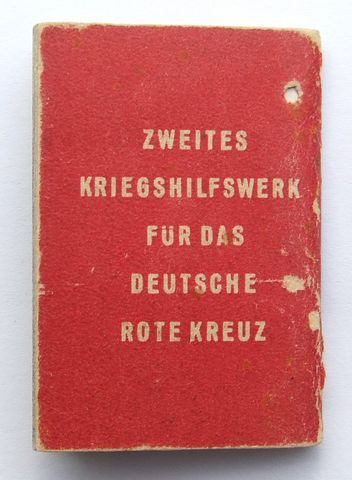 ZWEITES
KRIEGSHILFSWERK
FÜR DAS
DEUTSCHE
ROTE KREUZ